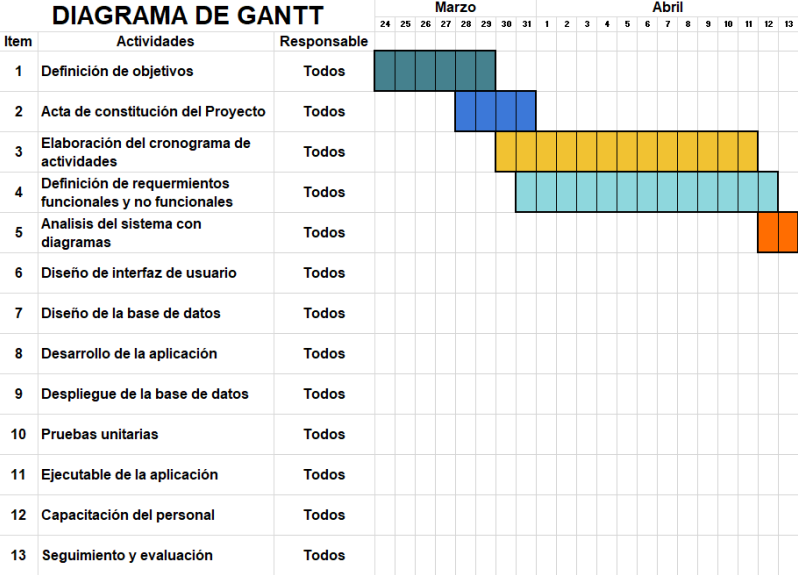 DIAGRAMA DE GANTT
Marzo Abril
24 25 26 27 28 29 30 31 1 2 3 4 5 6 7 8 9 10 11 12 13
Item Actividades Responsable
1 Definición de objetivos Todos
2 Acta de constitución del Proyecto Todos
3 Elaboración del cronograma de
actividades Todos
4 Definición de requermientos
funcionales y no funcionales Todos
5 Analisis del sistema con
diagramas Todos
6 Diseño de interfaz de usuario Todos
7 Diseño de la base de datos Todos
8 Desarrollo de la aplicación Todos
9 Despliegue de la base de datos Todos
10 Pruebas unitarias Todos
11 Ejecutable de la aplicación Todos
12 Capacitación del personal Todos
13 Seguimiento y evaluación Todos